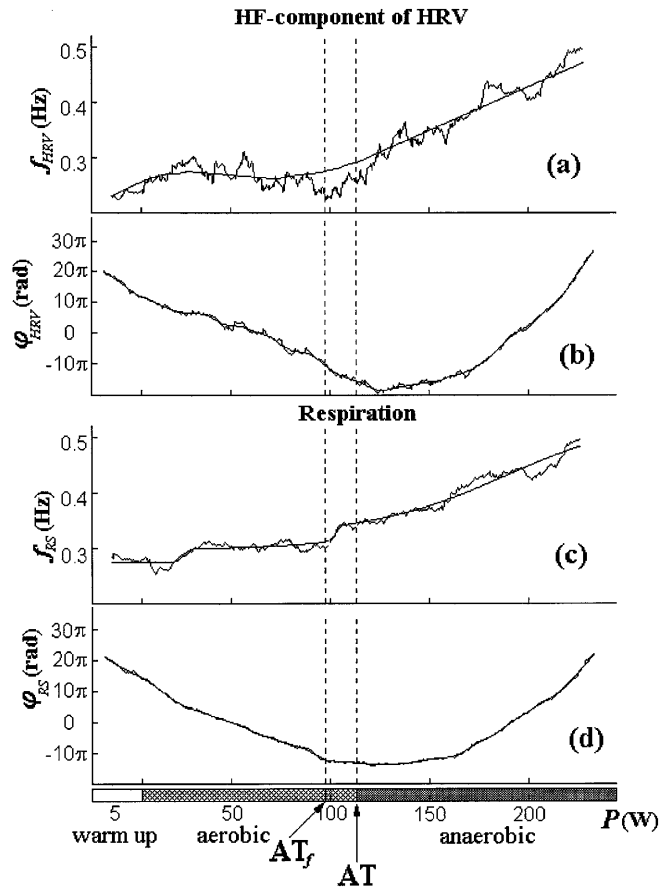 HF-component of HRV
0.5
0.4
0.3
f_HRV (Hz)
(a)
30π
20π
10π
0
-10π
φ_HRV (rad)
(b)
Respiration
0.5
0.4
0.3
f_RS (Hz)
(c)
30π
20π
10π
0
-10π
φ_RS (rad)
(d)
5 50 100 150 200 P (W)
warm up aerobic anaerobic
AT_f
AT